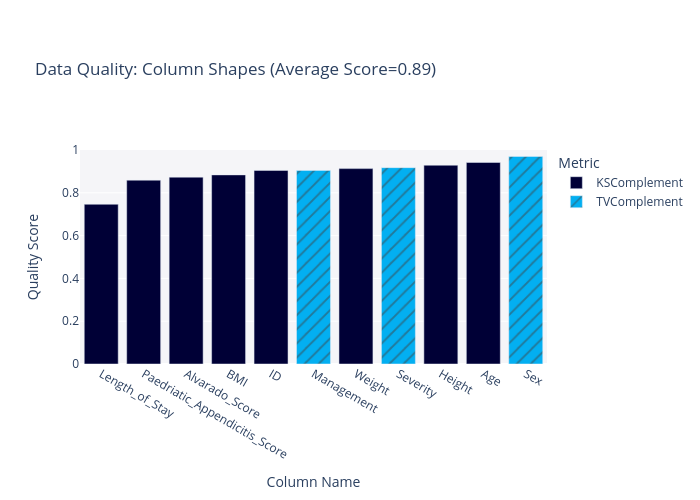 Data Quality: Column Shapes (Average Score=0.89)
Quality Score
1
0.8
0.6
0.4
0.2
0
Length_of_Stay
Paedriatic_Appendicitis_Score
Alvarado_Score
BMI
ID
Management
Weight
Severity
Height
Age
Sex
Column Name
Metric
KSComplement
TVComplement